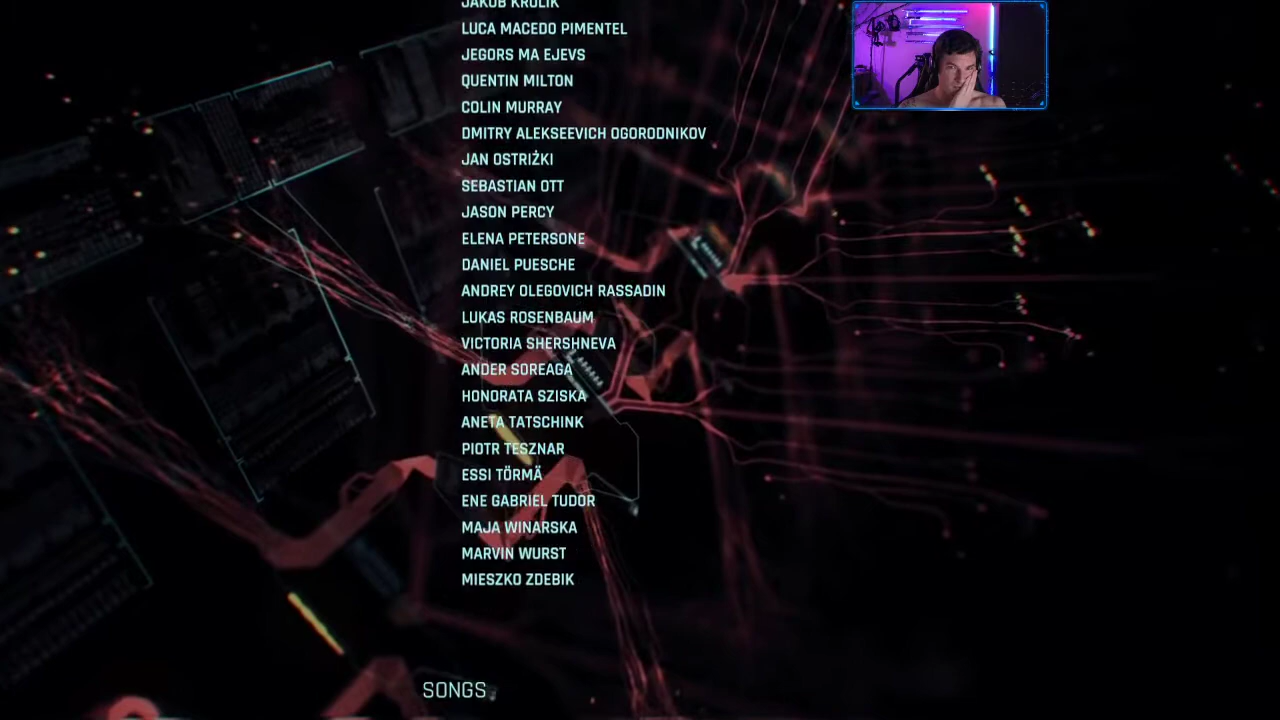 JAKUB KRÓLIK
LUCA MACEDO PIMENTEL
JEGORS MA EJEVS
QUENTIN MILTON
COLIN MURRAY
DMITRY ALEKSEEVICH OGORODNIKOV
JAN OSTRIŻKI
SEBASTIAN OTT
JASON PERCY
ELENA PETERSONE
DANIEL PUESCHE
ANDREY OLEGOVICH RASSADIN
LUKAS ROSENBAUM
VICTORIA SHERSHNEVA
ANDER SOREAGA
HONORATA SZISKA
ANETA TATSCHINK
PIOTR TESZNAR
ESSI TÖRMÄ
ENE GABRIEL TUDOR
MAJA WINARSKA
MARVIN WURST
MIESZKO ZDEBIK
SONGS